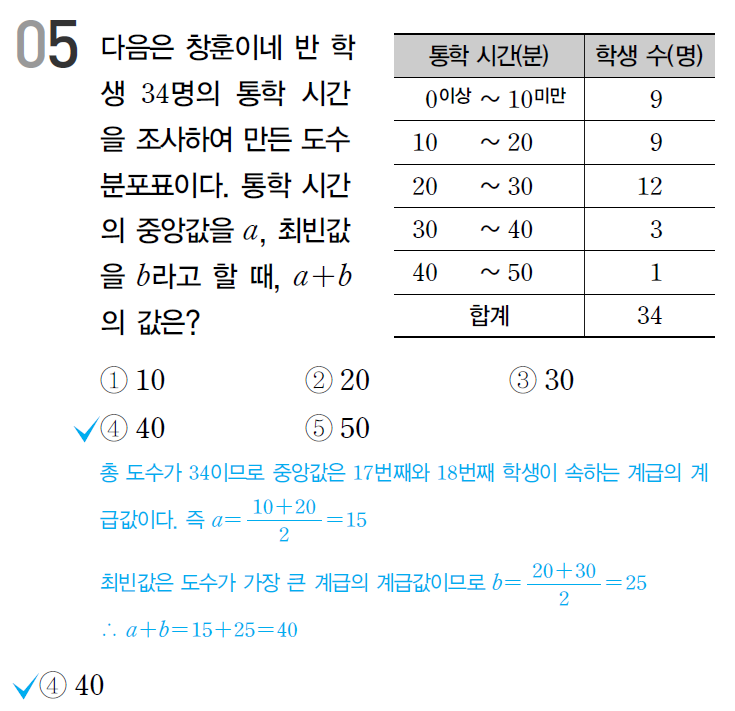 05 다음은 창훈이네 반 학
생 34명의 통학 시간
을 조사하여 만든 도수
분포표이다. 통학 시간
의 중앙값을 a, 최빈값
을 b라고 할 때, a+b
의 값은?
통학 시간(분) 학생 수(명)
0이상 ~ 10미만 9
10 ~ 20 9
20 ~ 30 12
30 ~ 40 3
40 ~ 50 1
합계 34
① 10 ② 20 ③ 30
④ 40 ⑤ 50
총 도수가 34이므로 중앙값은 17번째와 18번째 학생이 속하는 계급의 계
급값이다. 즉 a=(10+20)/2=15
최빈값은 도수가 가장 큰 계급의 계급값이므로 b=(20+30)/2=25
∴ a+b=15+25=40
④ 40